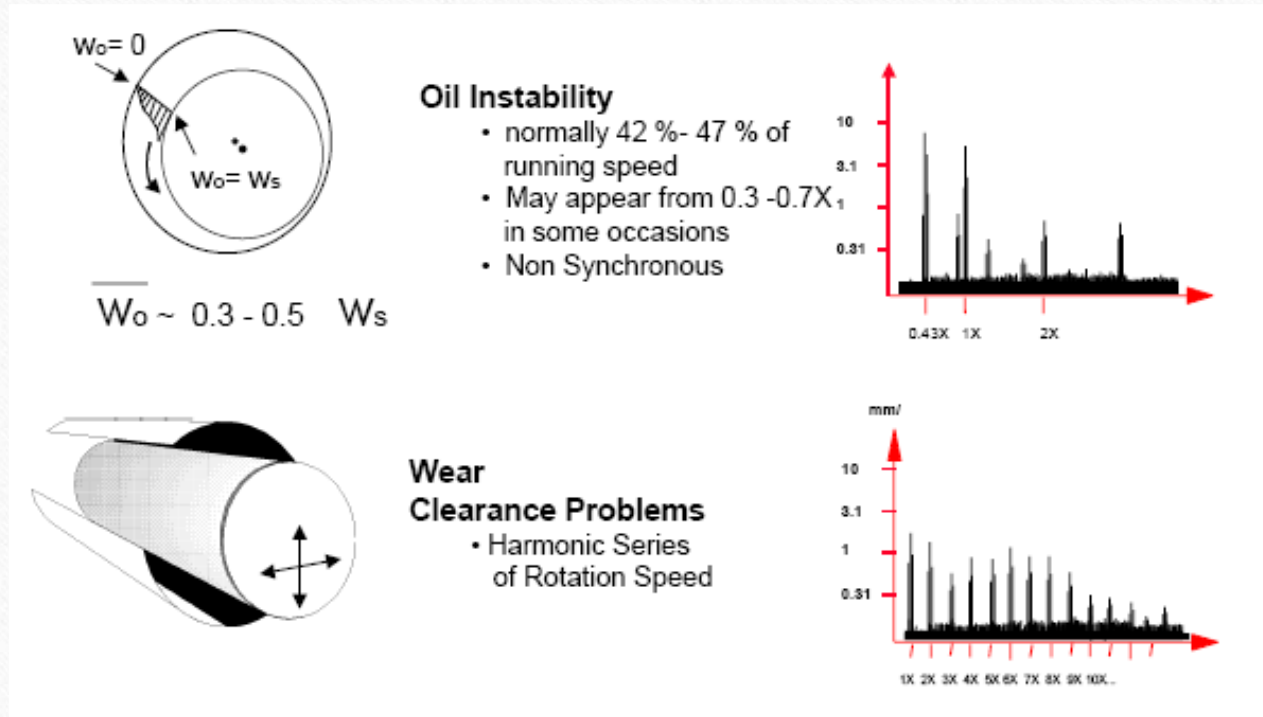 Wo= 0
Wo= Ws
Wo ~ 0.3 - 0.5 Ws
Oil Instability
• normally 42 %- 47 % of
running speed
• May appear from 0.3 -0.7X
in some occasions
• Non Synchronous
10
3.1
1
0.31
0.43X 1X 2X
Wear
Clearance Problems
• Harmonic Series
of Rotation Speed
mm/
10
3.1
1
0.31
1X 2X 3X 4X 5X 6X 7X 8X 9X 10X...